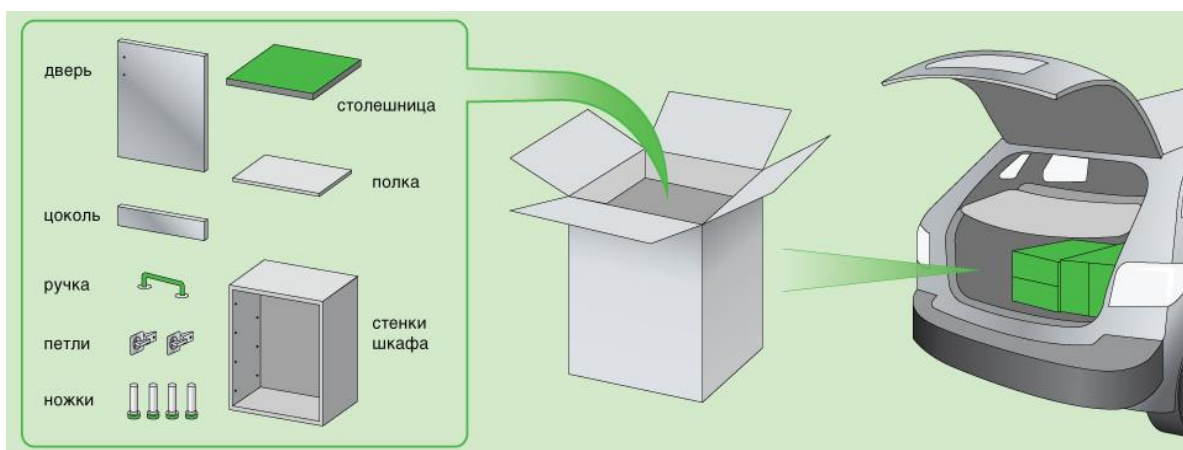 дверь
столешница
полка
цоколь
ручка
петли
стенки
шкафа
ножки